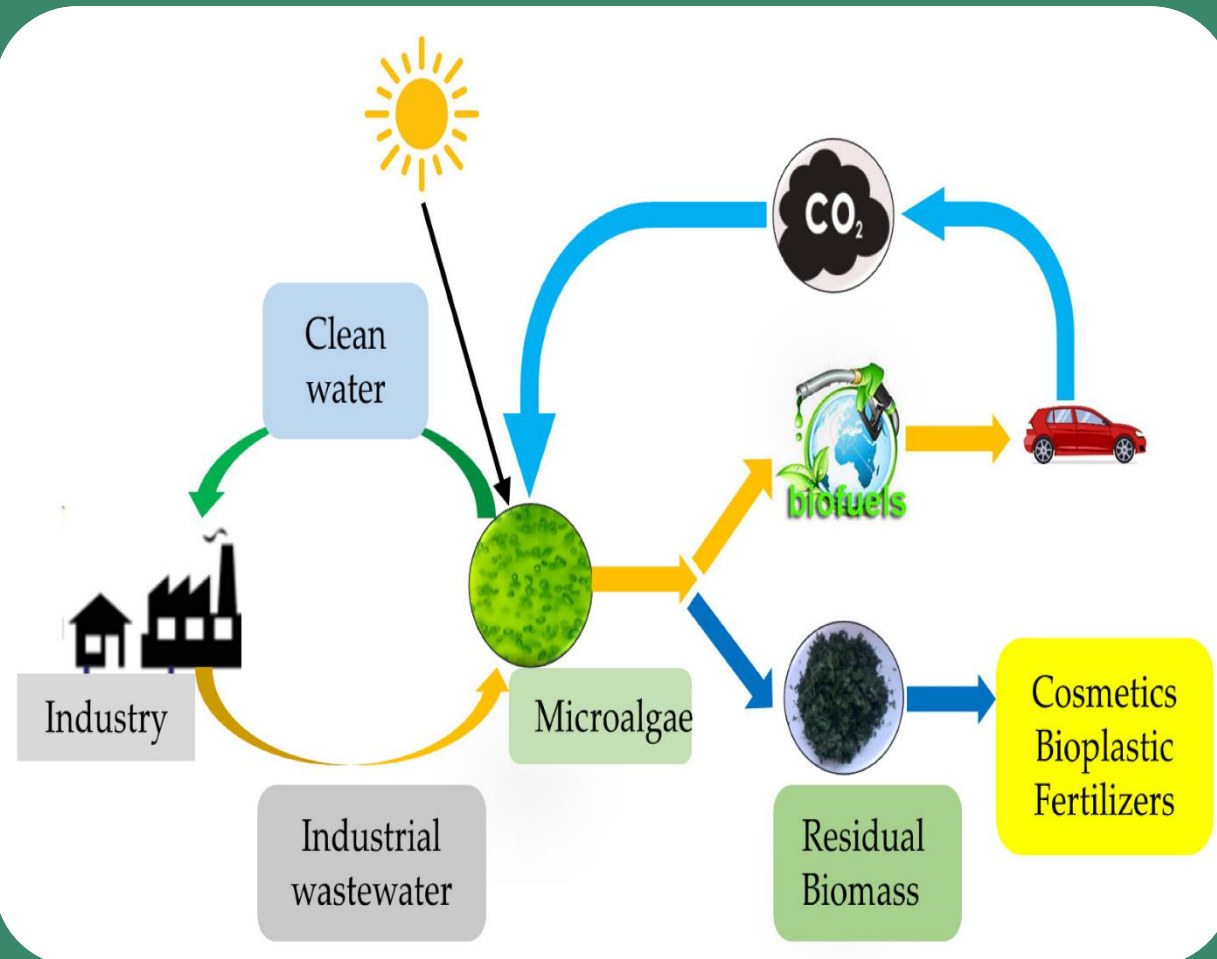 CO₂
Clean
water
biofuels
Industry
Microalgae
Industrial
wastewater
Residual
Biomass
Cosmetics
Bioplastic
Fertilizers